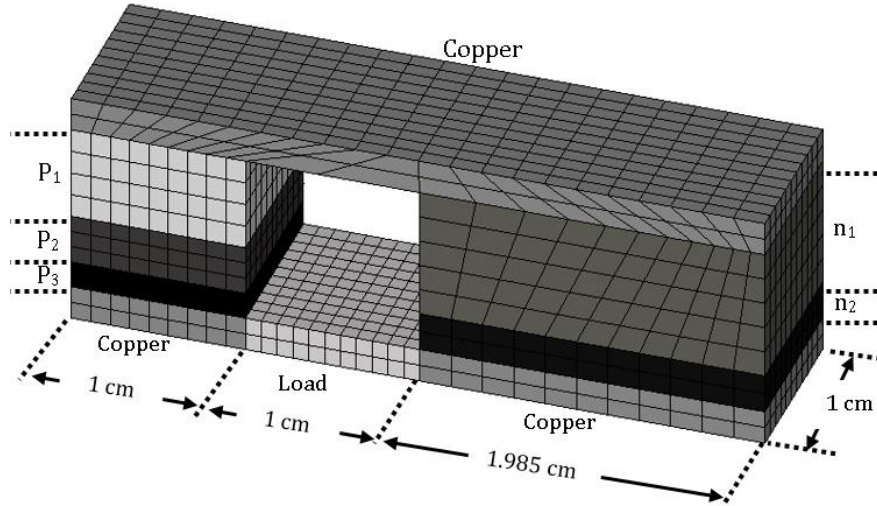 Copper
P₁
P₂
P₃
n₁
n₂
Copper
Load
Copper
1 cm
1 cm
1.985 cm
1 cm